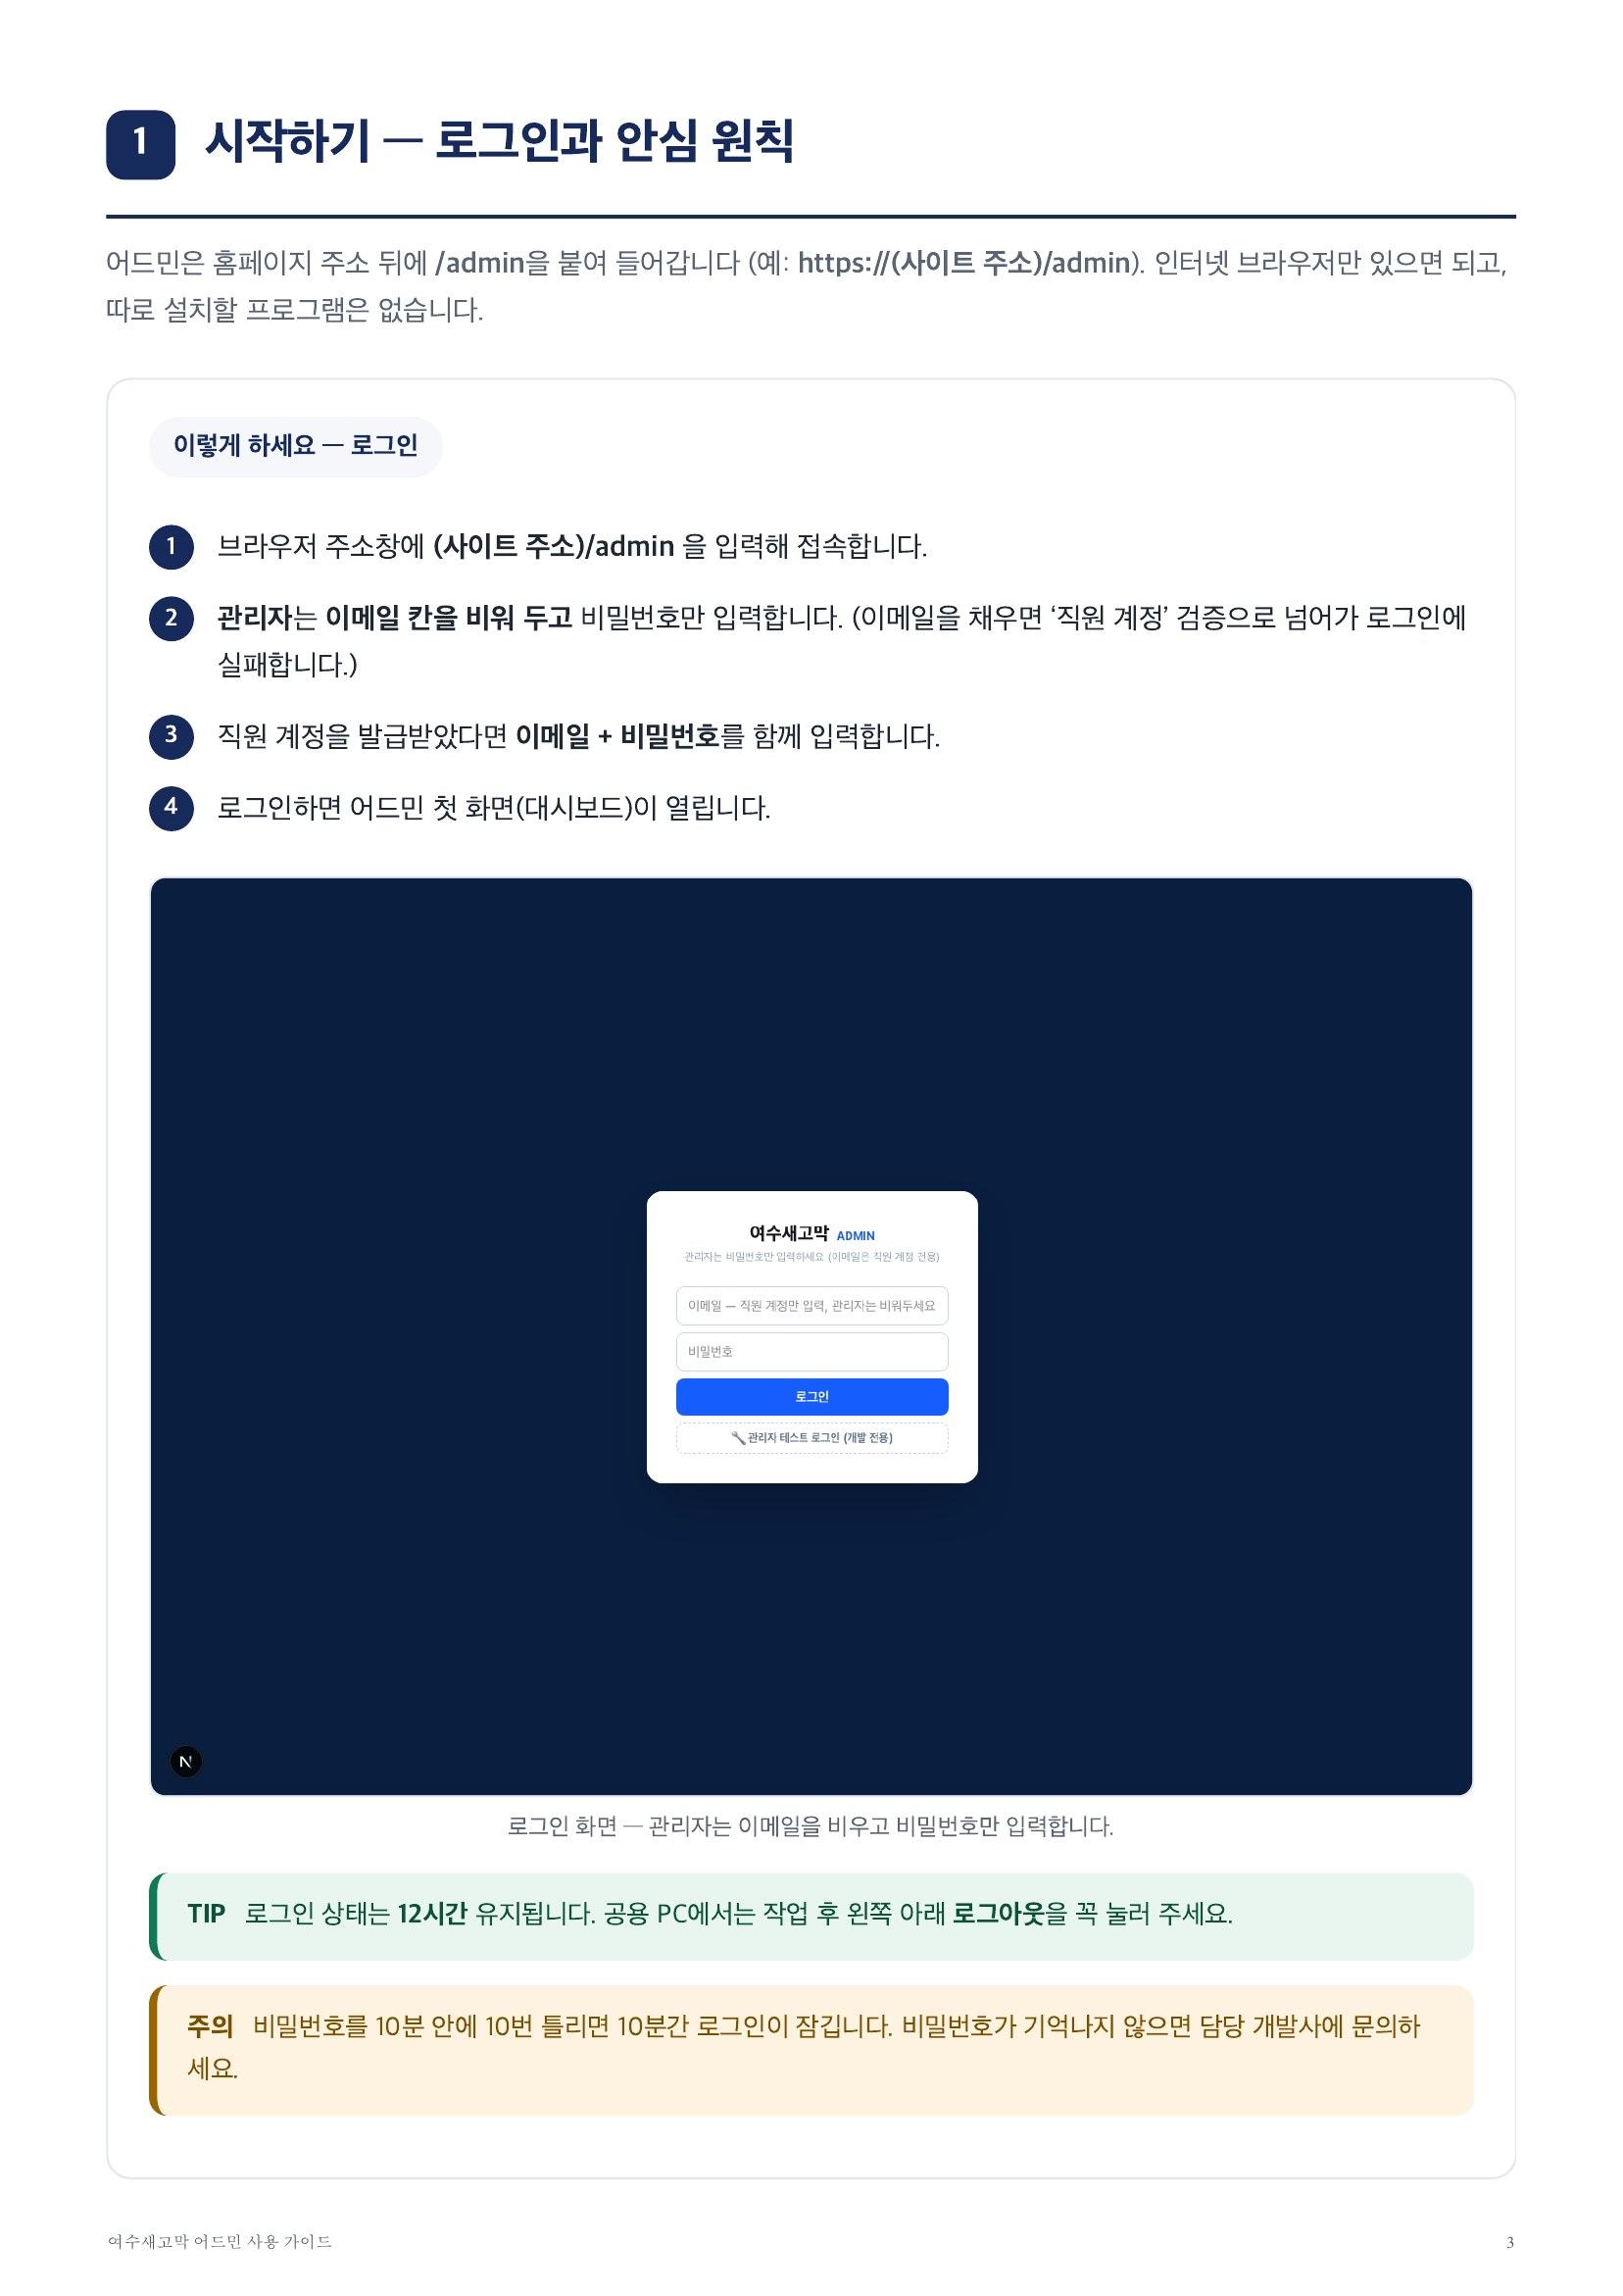 1
시작하기 — 로그인과 안심 원칙
어드민은 홈페이지 주소 뒤에 /admin을 붙여 들어갑니다 (예: https://(사이트 주소)/admin). 인터넷 브라우저만 있으면 되고,
따로 설치할 프로그램은 없습니다.
이렇게 하세요 — 로그인
1 브라우저 주소창에 (사이트 주소)/admin 을 입력해 접속합니다.
2 관리자는 이메일 칸을 비워 두고 비밀번호만 입력합니다. (이메일을 채우면 ‘직원 계정’ 검증으로 넘어가 로그인에
실패합니다.)
3 직원 계정을 발급받았다면 이메일 + 비밀번호를 함께 입력합니다.
4 로그인하면 어드민 첫 화면(대시보드)이 열립니다.
여수새고막 ADMIN
관리자는 비밀번호만 입력하세요 (이메일은 직원 계정 전용)
이메일 — 직원 계정만 입력, 관리자는 비워두세요
비밀번호
로그인
🔧 관리자 테스트 로그인 (개발 전용)
N
로그인 화면 — 관리자는 이메일을 비우고 비밀번호만 입력합니다.
TIP 로그인 상태는 12시간 유지됩니다. 공용 PC에서는 작업 후 왼쪽 아래 로그아웃을 꼭 눌러 주세요.
주의 비밀번호를 10분 안에 10번 틀리면 10분간 로그인이 잠깁니다. 비밀번호가 기억나지 않으면 담당 개발사에 문의하
세요.
여수새고막 어드민 사용 가이드
3